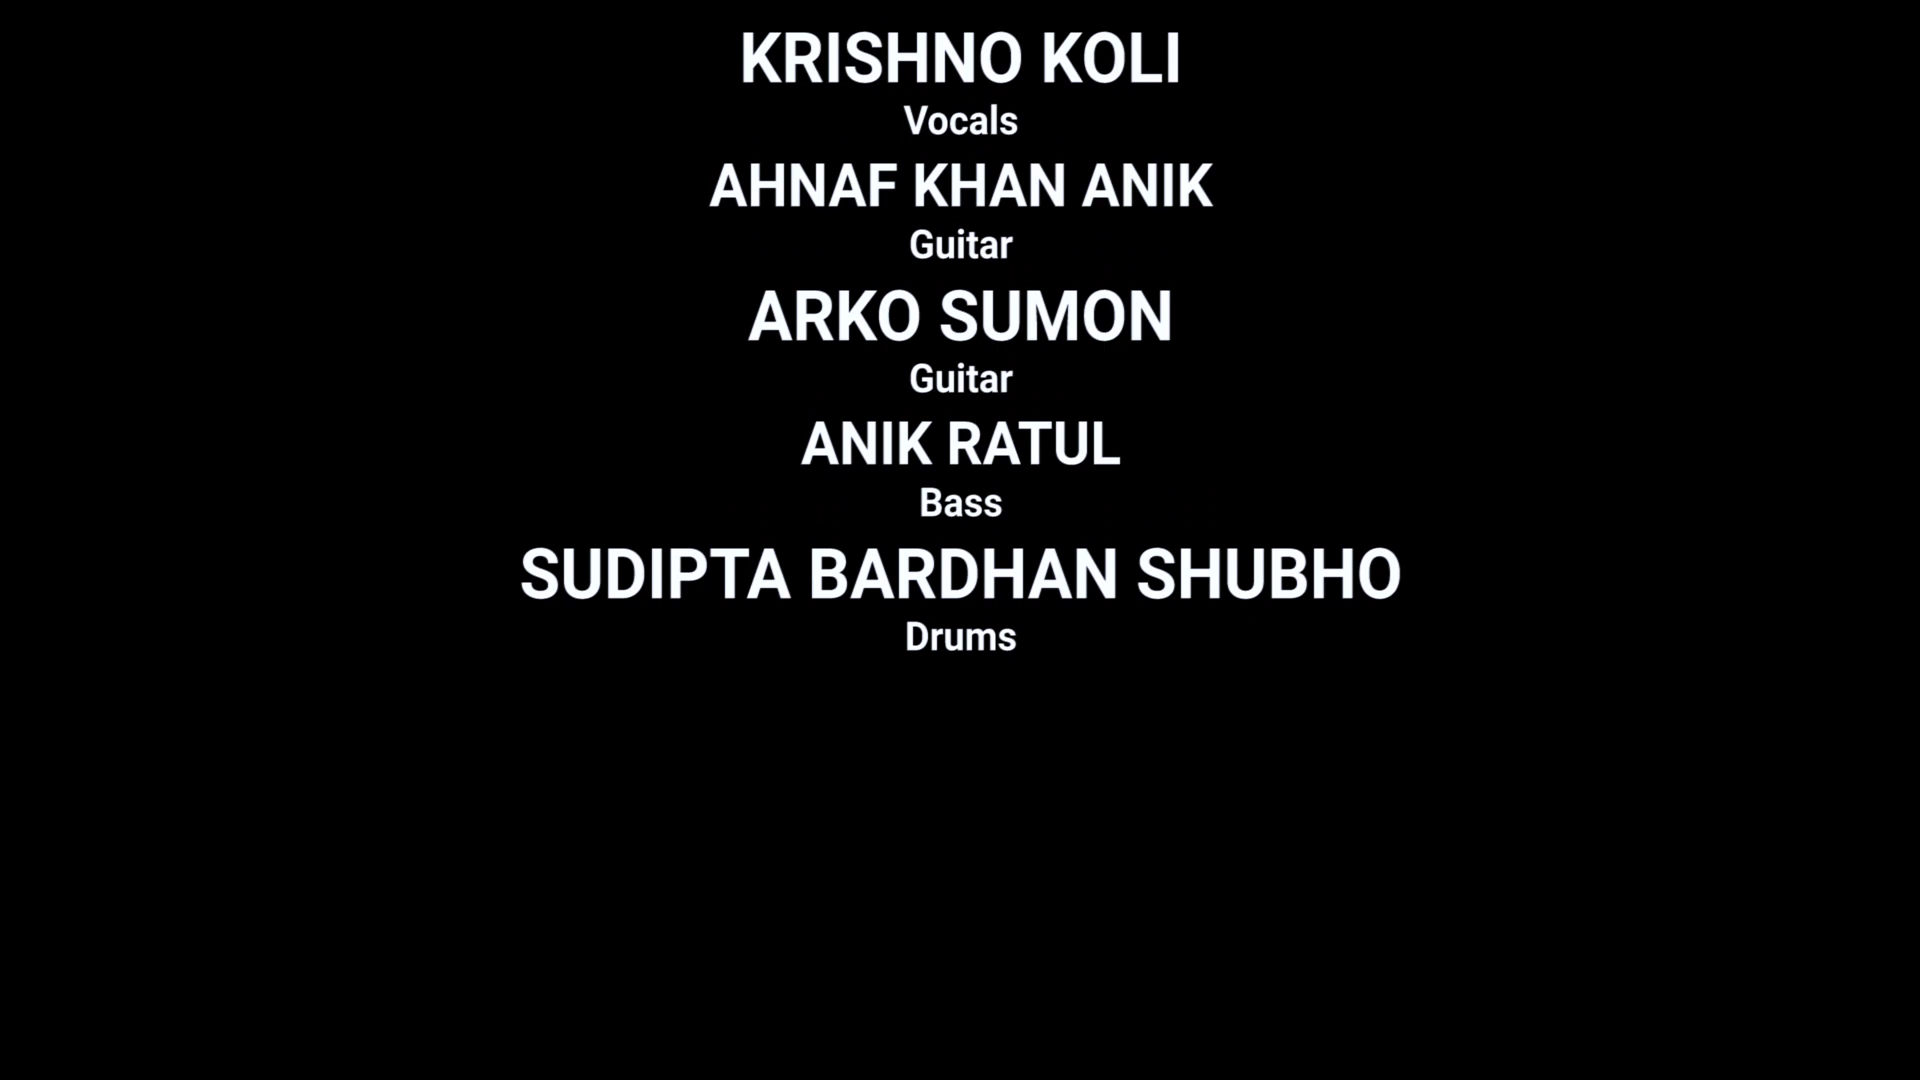 KRISHNO KOLI
Vocals
AHNAF KHAN ANIK
Guitar
ARKO SUMON
Guitar
ANIK RATUL
Bass
SUDIPTA BARDHAN SHUBHO
Drums